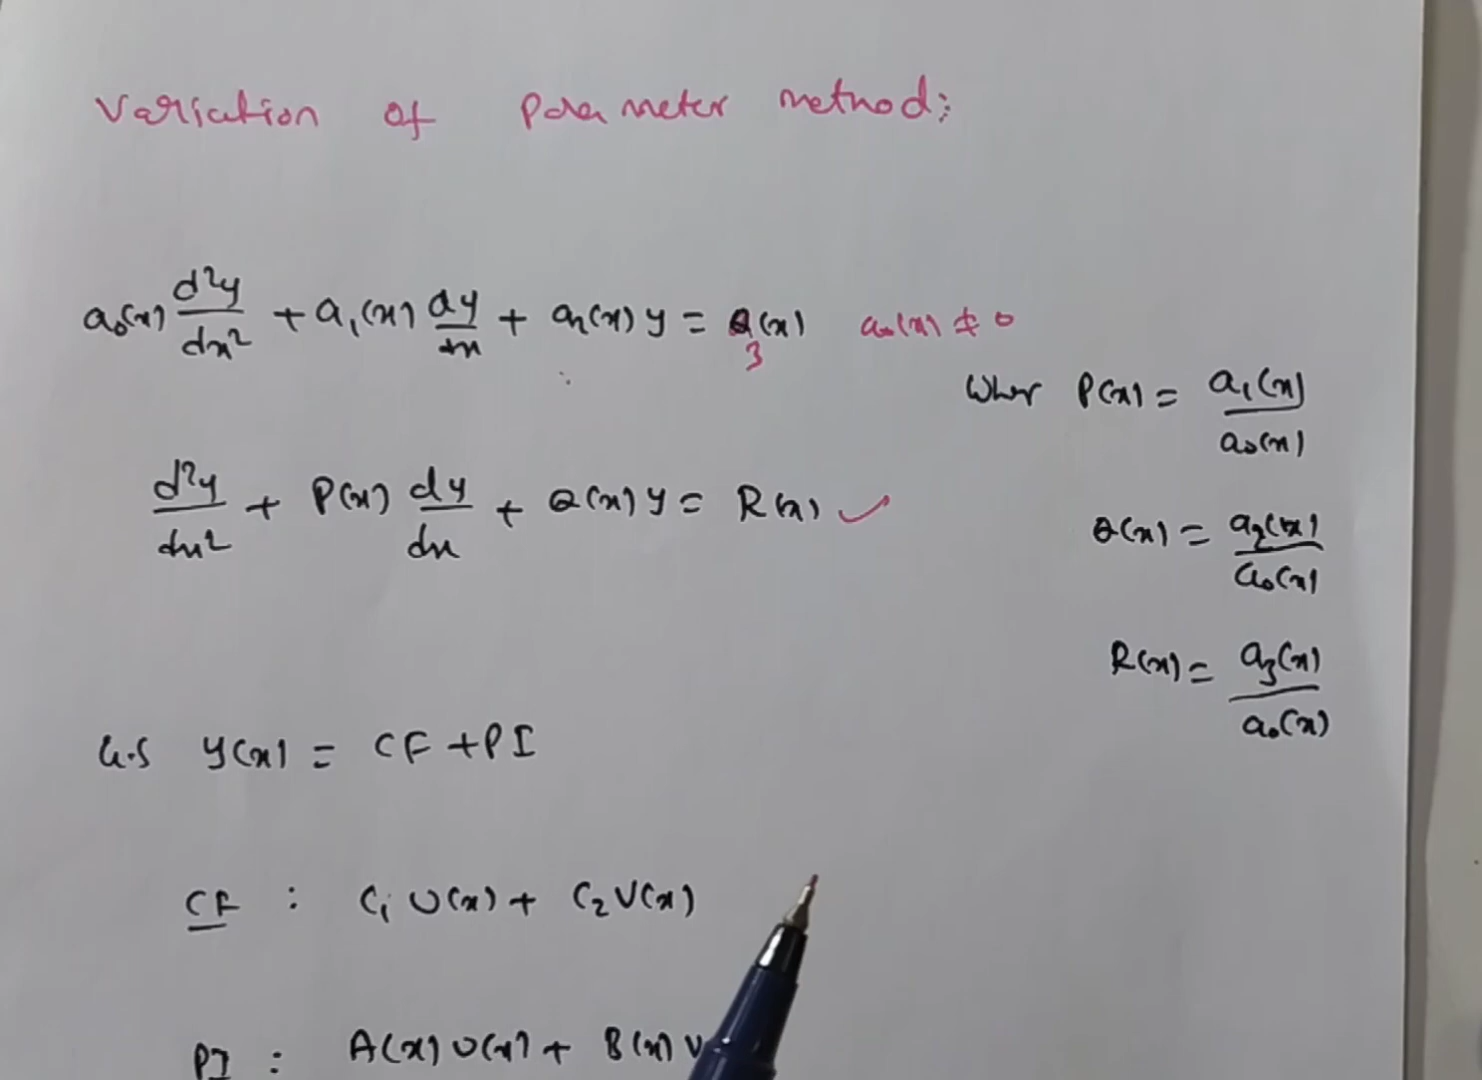 Variation of Parameter method:
a₀(x) d²y/dx² + a₁(x) dy/dx + a₂(x) y = a₃(x) a₀(x) ≠ 0
Wher P(x) = a₁(x)/a₀(x)
d²y/dx² + P(x) dy/dx + Q(x) y = R(x) ✓
Q(x) = a₂(x)/a₀(x)
R(x) = a₃(x)/a₀(x)
G.S y(x) = CF + PI
CF : C₁ U(x) + C₂ V(x)
PI : A(x) U(x) + B(x) V